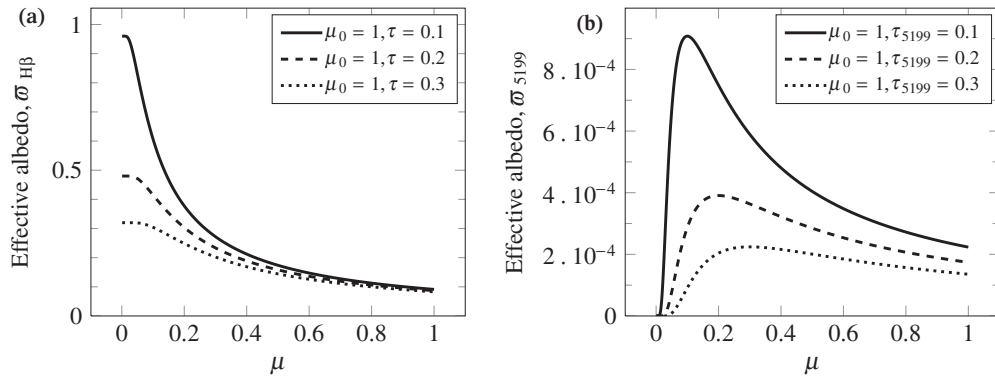 (a)
Effective albedo, ϖ Hβ
1
0.5
0
μ0 = 1, τ = 0.1
μ0 = 1, τ = 0.2
μ0 = 1, τ = 0.3
0 0.2 0.4 0.6 0.8 1
μ
(b)
Effective albedo, ϖ 5199
8 . 10⁻⁴
6 . 10⁻⁴
4 . 10⁻⁴
2 . 10⁻⁴
0
μ0 = 1, τ5199 = 0.1
μ0 = 1, τ5199 = 0.2
μ0 = 1, τ5199 = 0.3
0 0.2 0.4 0.6 0.8 1
μ